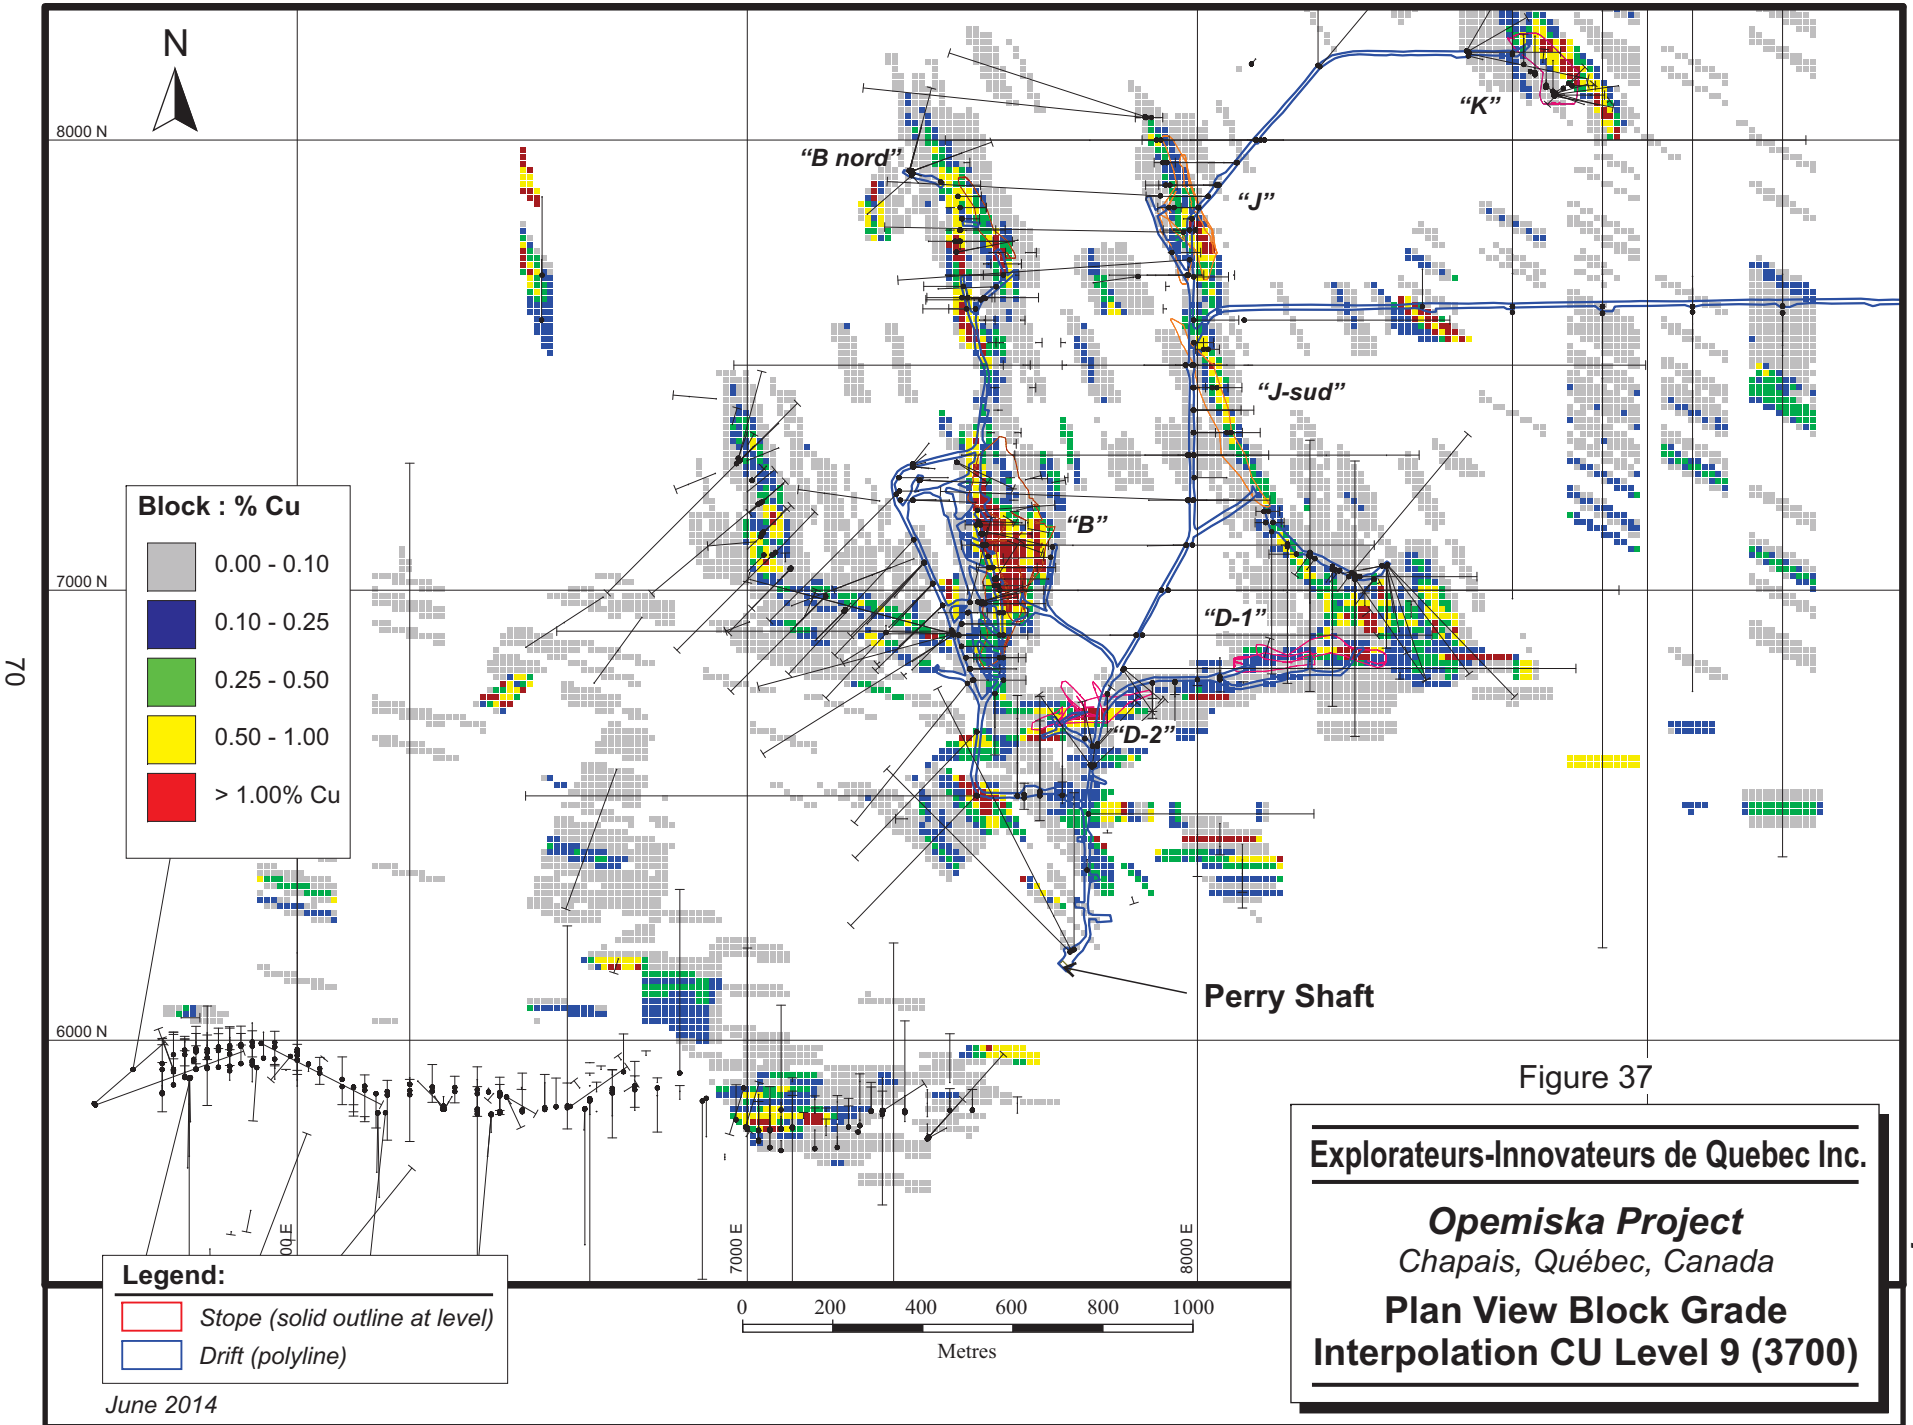 N
8000 N
"B nord"
"K"
"J"
"J-sud"
Block : % Cu
0.00 - 0.10
0.10 - 0.25
0.25 - 0.50
0.50 - 1.00
> 1.00% Cu
"B"
7000 N
"D-1"
70
"D-2"
Perry Shaft
6000 N
Figure 37
00 E
7000 E
8000 E
Explorateurs-Innovateurs de Quebec Inc.
Opemiska Project
Chapais, Québec, Canada
Plan View Block Grade
Interpolation CU Level 9 (3700)
Legend:
Stope (solid outline at level)
Drift (polyline)
0 200 400 600 800 1000
Metres
June 2014